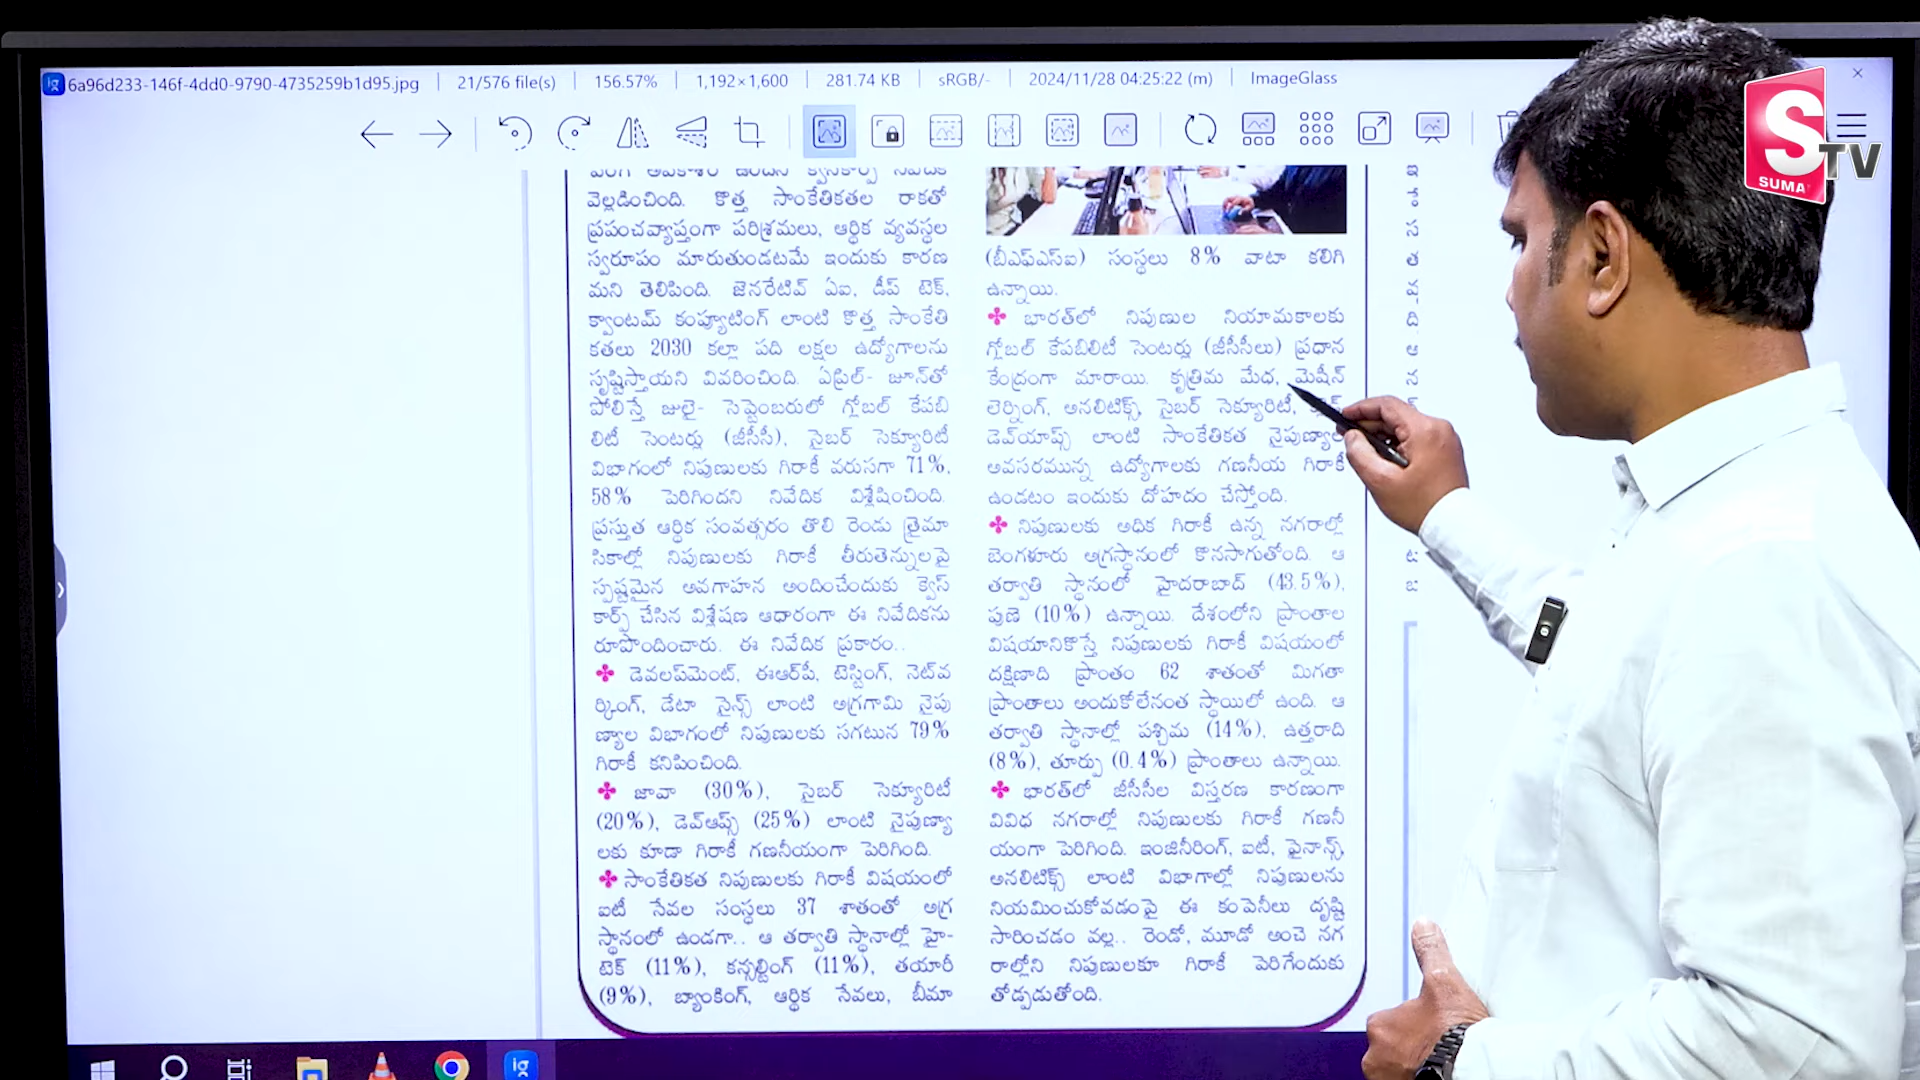 6a96d233-146f-4dd0-9790-4735259b1d95.jpg | 21/576 file(s) | 156.57% | 1,192×1,600 | 281.74 KB | sRGB/- | 2024/11/28 04:25:22 (m) | ImageGlass
S TV
SUMA
వెల్లడించింది. కొత్త సాంకేతికతల రాకతో
ప్రపంచవ్యాప్తంగా పరిశ్రమలు, ఆర్థిక వ్యవస్థల
స్వరూపం మారుతుండటమే ఇందుకు కారణ
మని తెలిపింది. జెనరేటివ్ ఏఐ, డీప్ టెక్,
క్వాంటమ్ కంప్యూటింగ్ లాంటి కొత్త సాంకేతి
కతలు 2030 కల్లా పది లక్షల ఉద్యోగాలను
సృష్టిస్తాయని వివరించింది. ఏప్రిల్- జూన్‌తో
పోలిస్తే జులై- సెప్టెంబరులో గ్లోబల్ కేపబి
లిటీ సెంటర్లు (జీసీసీ), సైబర్ సెక్యూరిటీ
విభాగంలో నిపుణులకు గిరాకీ వరుసగా 71%,
58% పెరిగిందని నివేదిక విశ్లేషించింది.
ప్రస్తుత ఆర్థిక సంవత్సరం తొలి రెండు త్రైమా
సికాల్లో నిపుణులకు గిరాకీ తీరుతెన్నులపై
స్పష్టమైన అవగాహన అందించేందుకు క్వెస్
కార్ప్ చేసిన విశ్లేషణ ఆధారంగా ఈ నివేదికను
రూపొందించారు. ఈ నివేదిక ప్రకారం..
డెవలప్‌మెంట్, ఈఆర్‌పీ, టెస్టింగ్, నెట్‌వ
ర్కింగ్, డేటా సైన్స్ లాంటి అగ్రగామి నైపు
ణ్యాల విభాగంలో నిపుణులకు సగటున 79%
గిరాకీ కనిపించింది.
జావా (30%), సైబర్ సెక్యూరిటీ
(20%), డెవ్‌ఆప్స్ (25%) లాంటి నైపుణ్యా
లకు కూడా గిరాకీ గణనీయంగా పెరిగింది.
సాంకేతికత నిపుణులకు గిరాకీ విషయంలో
ఐటీ సేవల సంస్థలు 37 శాతంతో అగ్ర
స్థానంలో ఉండగా.. ఆ తర్వాతి స్థానాల్లో హై-
టెక్ (11%), కన్సల్టింగ్ (11%), తయారీ
(9%), బ్యాంకింగ్, ఆర్థిక సేవలు, బీమా
(బీఎఫ్ఎస్ఐ) సంస్థలు 8% వాటా కలిగి
ఉన్నాయి.
భారత్‌లో నిపుణుల నియామకాలకు
గ్లోబల్ కేపబిలిటీ సెంటర్లు (జీసీసీలు) ప్రధాన
కేంద్రంగా మారాయి. కృత్రిమ మేధ, మెషీన్
లెర్నింగ్, అనలిటిక్స్, సైబర్ సెక్యూరిటీ,
డెవ్‌యాప్స్ లాంటి సాంకేతికత నైపుణ్యాల
అవసరమున్న ఉద్యోగాలకు గణనీయ గిరాకీ
ఉండటం ఇందుకు దోహదం చేస్తోంది.
నిపుణులకు అధిక గిరాకీ ఉన్న నగరాల్లో
బెంగళూరు అగ్రస్థానంలో కొనసాగుతోంది. ఆ
తర్వాతి స్థానంలో హైదరాబాద్ (43.5%),
పుణె (10%) ఉన్నాయి. దేశంలోని ప్రాంతాల
విషయానికొస్తే నిపుణులకు గిరాకీ విషయంలో
దక్షిణాది ప్రాంతం 62 శాతంతో మిగతా
ప్రాంతాలు అందుకోలేనంత స్థాయిలో ఉంది. ఆ
తర్వాతి స్థానాల్లో పశ్చిమ (14%), ఉత్తరాది
(8%), తూర్పు (0.4%) ప్రాంతాలు ఉన్నాయి.
భారత్‌లో జీసీసీల విస్తరణ కారణంగా
వివిధ నగరాల్లో నిపుణులకు గిరాకీ గణనీ
యంగా పెరిగింది. ఇంజినీరింగ్, ఐటీ, ఫైనాన్స్,
అనలిటిక్స్ లాంటి విభాగాల్లో నిపుణులను
నియమించుకోవడంపై ఈ కంపెనీలు దృష్టి
సారించడం వల్ల.. రెండో, మూడో అంచె నగ
రాల్లోని నిపుణులకూ గిరాకీ పెరిగేందుకు
తోడ్పడుతోంది.